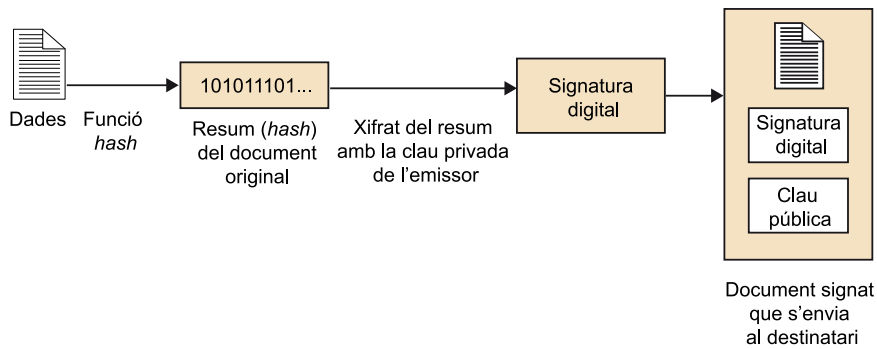 Dades
Funció
hash
101011101...
Resum (hash)
del document
original
Xifrat del resum
amb la clau privada
de l'emissor
Signatura
digital
Signatura
digital
Clau
pública
Document signat
que s'envia
al destinatari